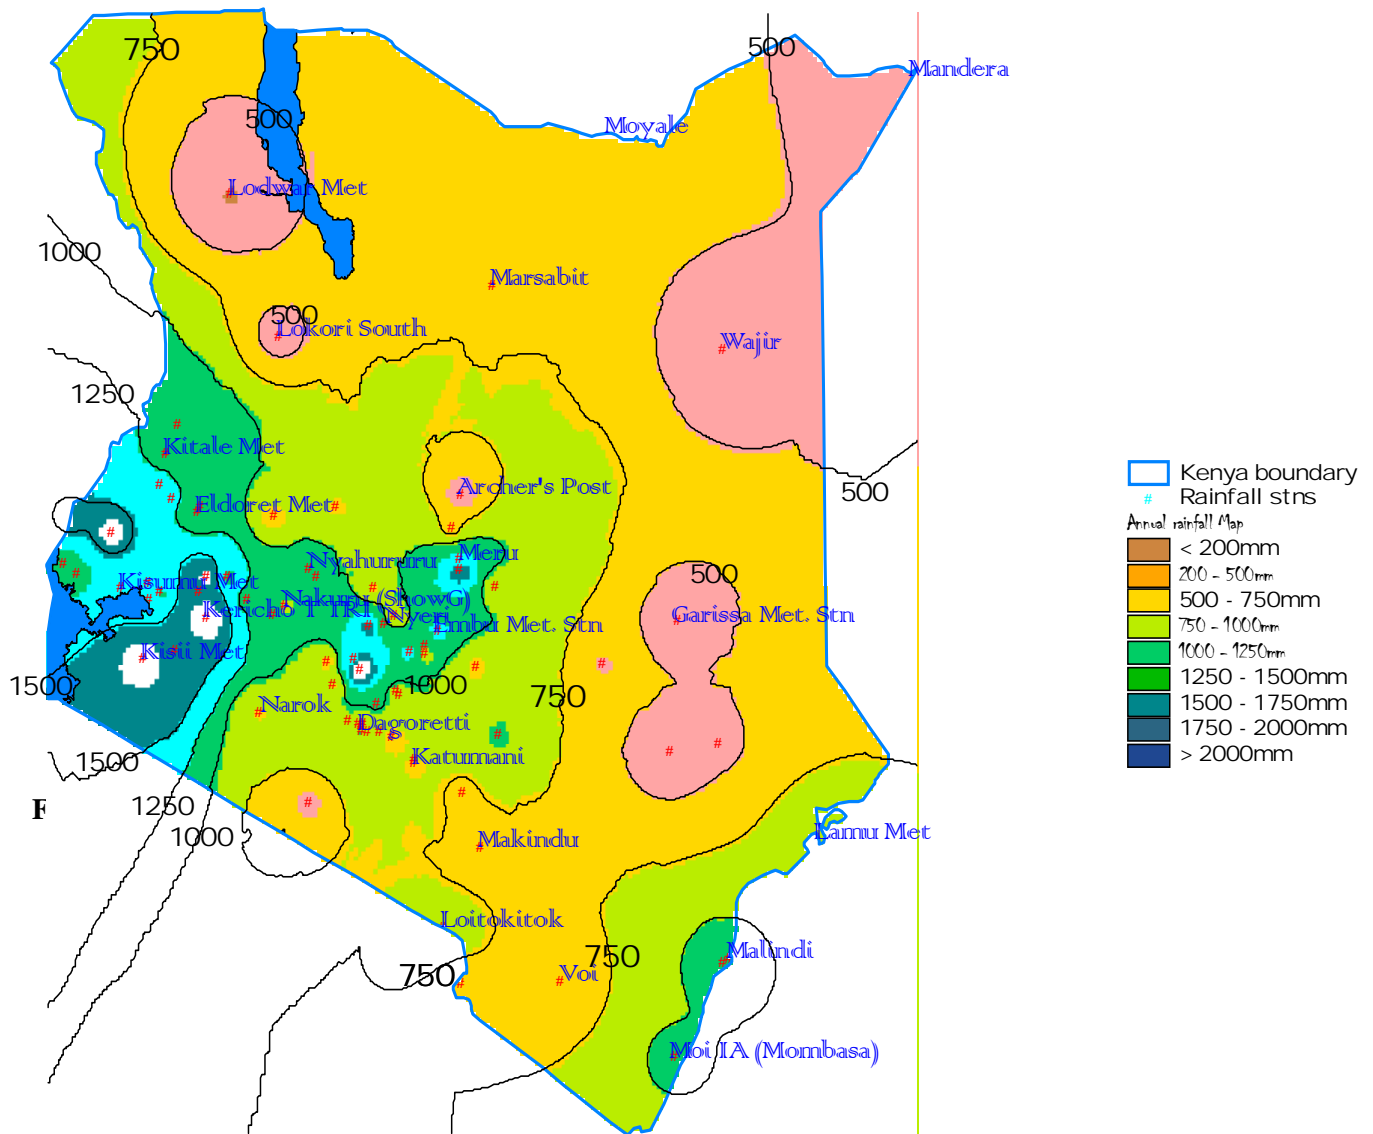 750
500
Mandera
Moyale
500
Lodwar Met
1000
Marsabit
500
Lokori South
Wajir
1250
Kitale Met
Archer's Post
500
Eldoret Met
Meru
Nyahururu
500
Kisumu Met
Nakuru (ShowG)
Kericho T TRI
Nyeri
Embu Met. Stn
Garissa Met. Stn
Kisii Met
1500
1000
750
Narok
Dagoretti
Katumani
1500
1250
F
1000
Makindu
Lamu Met
Loitokitok
750
Malindi
750
Voi
Moi IA (Mombasa)
Kenya boundary
# Rainfall stns
Annual rainfall Map
< 200mm
200 - 500mm
500 - 750mm
750 - 1000mm
1000 - 1250mm
1250 - 1500mm
1500 - 1750mm
1750 - 2000mm
> 2000mm